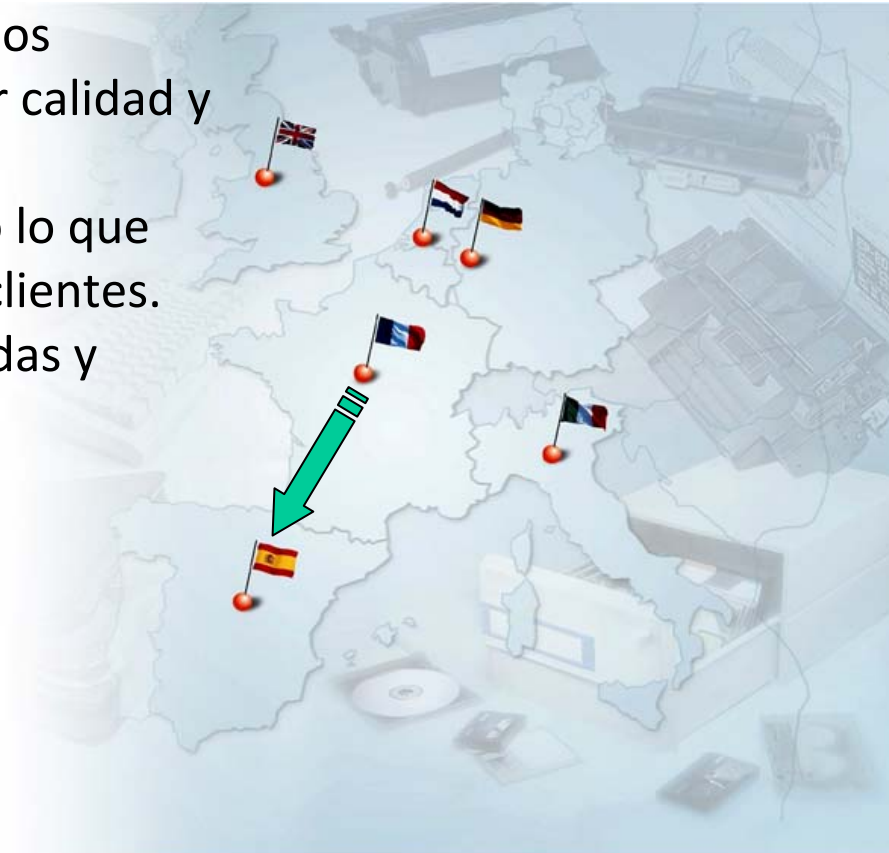 os
r calidad y
lo que
clientes.
das y